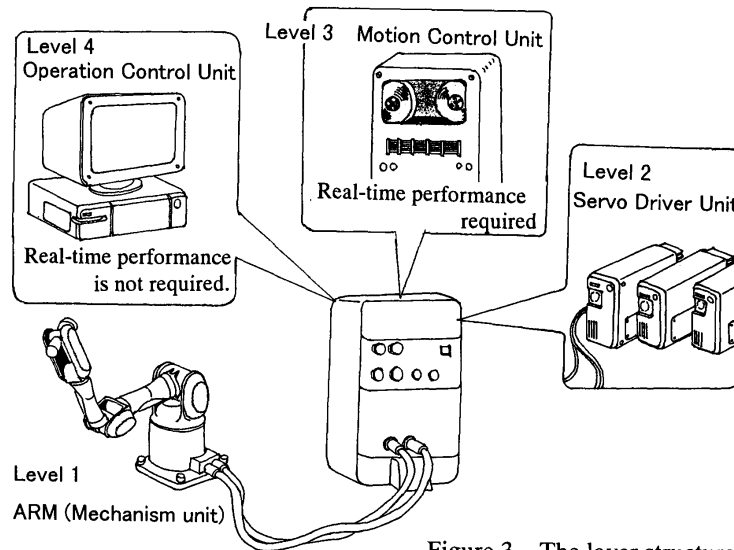 Level 4
Operation Control Unit
Real-time performance
is not required.
Level 3 Motion Control Unit
Real-time performance
required
Level 2
Servo Driver Unit
Level 1
ARM (Mechanism unit)
Figure 3 The layer structure